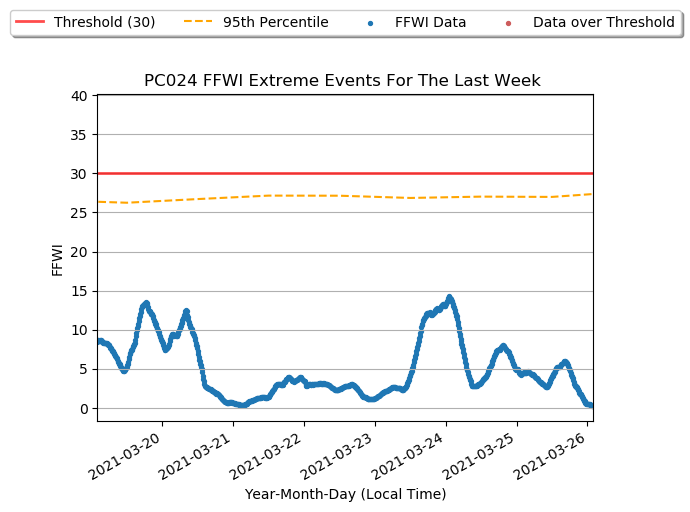 Threshold (30) 95th Percentile FFWI Data Data over Threshold
PC024 FFWI Extreme Events For The Last Week
40
35
30
25
20
15
10
5
0
FFWI
2021-03-20 2021-03-21 2021-03-22 2021-03-23 2021-03-24 2021-03-25 2021-03-26
Year-Month-Day (Local Time)